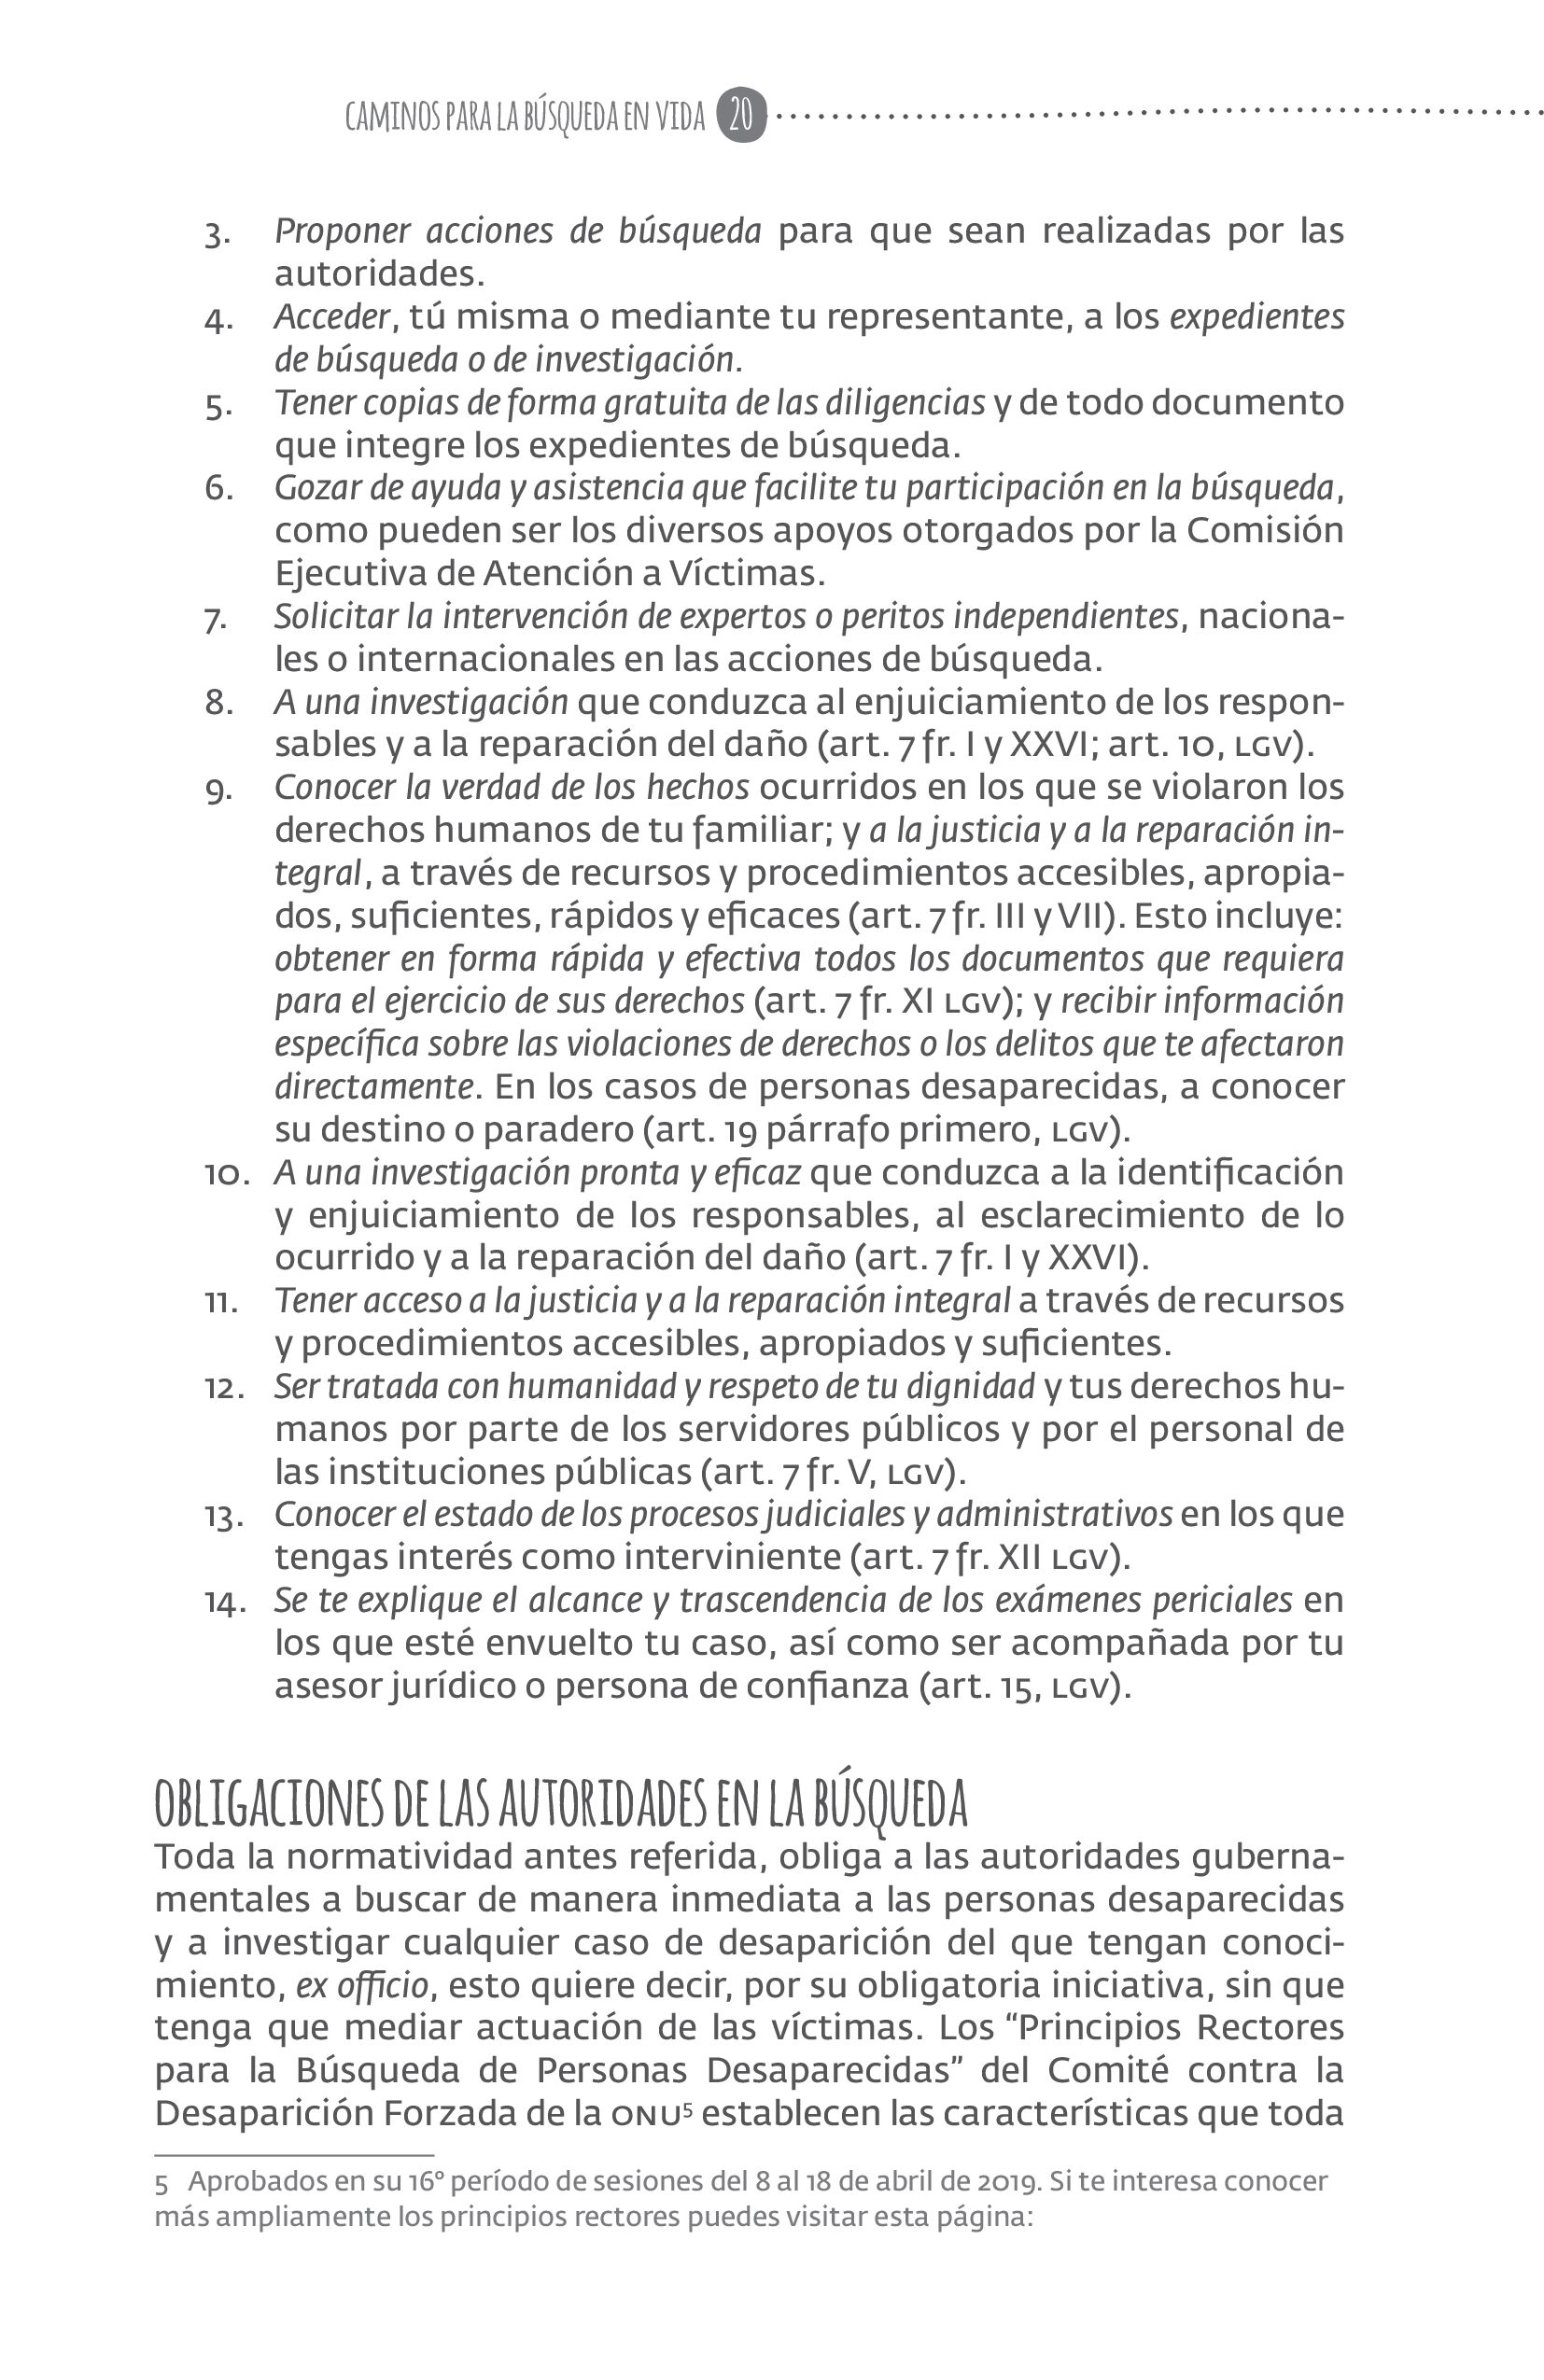 CAMINOS PARA LA BÚSQUEDA EN VIDA 20
3. Proponer acciones de búsqueda para que sean realizadas por las
autoridades.
4. Acceder, tú misma o mediante tu representante, a los expedientes
de búsqueda o de investigación.
5. Tener copias de forma gratuita de las diligencias y de todo documento
que integre los expedientes de búsqueda.
6. Gozar de ayuda y asistencia que facilite tu participación en la búsqueda,
como pueden ser los diversos apoyos otorgados por la Comisión
Ejecutiva de Atención a Víctimas.
7. Solicitar la intervención de expertos o peritos independientes, naciona-
les o internacionales en las acciones de búsqueda.
8. A una investigación que conduzca al enjuiciamiento de los respon-
sables y a la reparación del daño (art. 7 fr. I y XXVI; art. 10, LGV).
9. Conocer la verdad de los hechos ocurridos en los que se violaron los
derechos humanos de tu familiar; y a la justicia y a la reparación in-
tegral, a través de recursos y procedimientos accesibles, apropia-
dos, suficientes, rápidos y eficaces (art. 7 fr. III y VII). Esto incluye:
obtener en forma rápida y efectiva todos los documentos que requiera
para el ejercicio de sus derechos (art. 7 fr. XI LGV); y recibir información
específica sobre las violaciones de derechos o los delitos que te afectaron
directamente. En los casos de personas desaparecidas, a conocer
su destino o paradero (art. 19 párrafo primero, LGV).
10. A una investigación pronta y eficaz que conduzca a la identificación
y enjuiciamiento de los responsables, al esclarecimiento de lo
ocurrido y a la reparación del daño (art. 7 fr. I y XXVI).
11. Tener acceso a la justicia y a la reparación integral a través de recursos
y procedimientos accesibles, apropiados y suficientes.
12. Ser tratada con humanidad y respeto de tu dignidad y tus derechos hu-
manos por parte de los servidores públicos y por el personal de
las instituciones públicas (art. 7 fr. V, LGV).
13. Conocer el estado de los procesos judiciales y administrativos en los que
tengas interés como interviniente (art. 7 fr. XII LGV).
14. Se te explique el alcance y trascendencia de los exámenes periciales en
los que esté envuelto tu caso, así como ser acompañada por tu
asesor jurídico o persona de confianza (art. 15, LGV).
OBLIGACIONES DE LAS AUTORIDADES EN LA BÚSQUEDA
Toda la normatividad antes referida, obliga a las autoridades guberna-
mentales a buscar de manera inmediata a las personas desaparecidas
y a investigar cualquier caso de desaparición del que tengan conoci-
miento, ex officio, esto quiere decir, por su obligatoria iniciativa, sin que
tenga que mediar actuación de las víctimas. Los “Principios Rectores
para la Búsqueda de Personas Desaparecidas” del Comité contra la
Desaparición Forzada de la ONU⁵ establecen las características que toda
5 Aprobados en su 16º período de sesiones del 8 al 18 de abril de 2019. Si te interesa conocer
más ampliamente los principios rectores puedes visitar esta página: